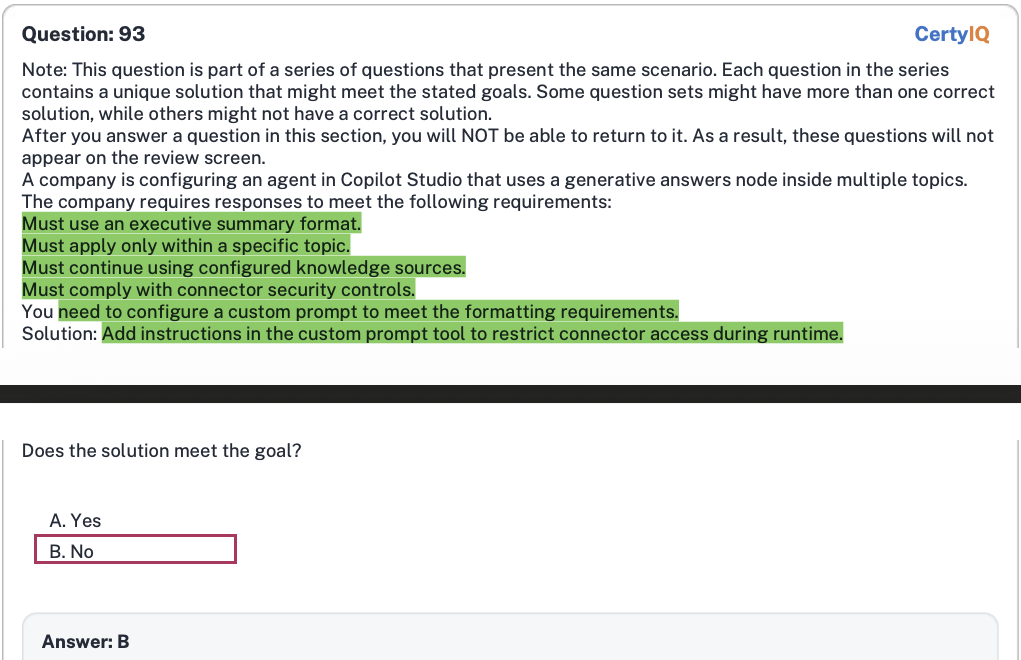 Question: 93
CertyIQ
Note: This question is part of a series of questions that present the same scenario. Each question in the series
contains a unique solution that might meet the stated goals. Some question sets might have more than one correct
solution, while others might not have a correct solution.
After you answer a question in this section, you will NOT be able to return to it. As a result, these questions will not
appear on the review screen.
A company is configuring an agent in Copilot Studio that uses a generative answers node inside multiple topics.
The company requires responses to meet the following requirements:
Must use an executive summary format.
Must apply only within a specific topic.
Must continue using configured knowledge sources.
Must comply with connector security controls.
You need to configure a custom prompt to meet the formatting requirements.
Solution: Add instructions in the custom prompt tool to restrict connector access during runtime.
Does the solution meet the goal?
A. Yes
B. No
Answer: B